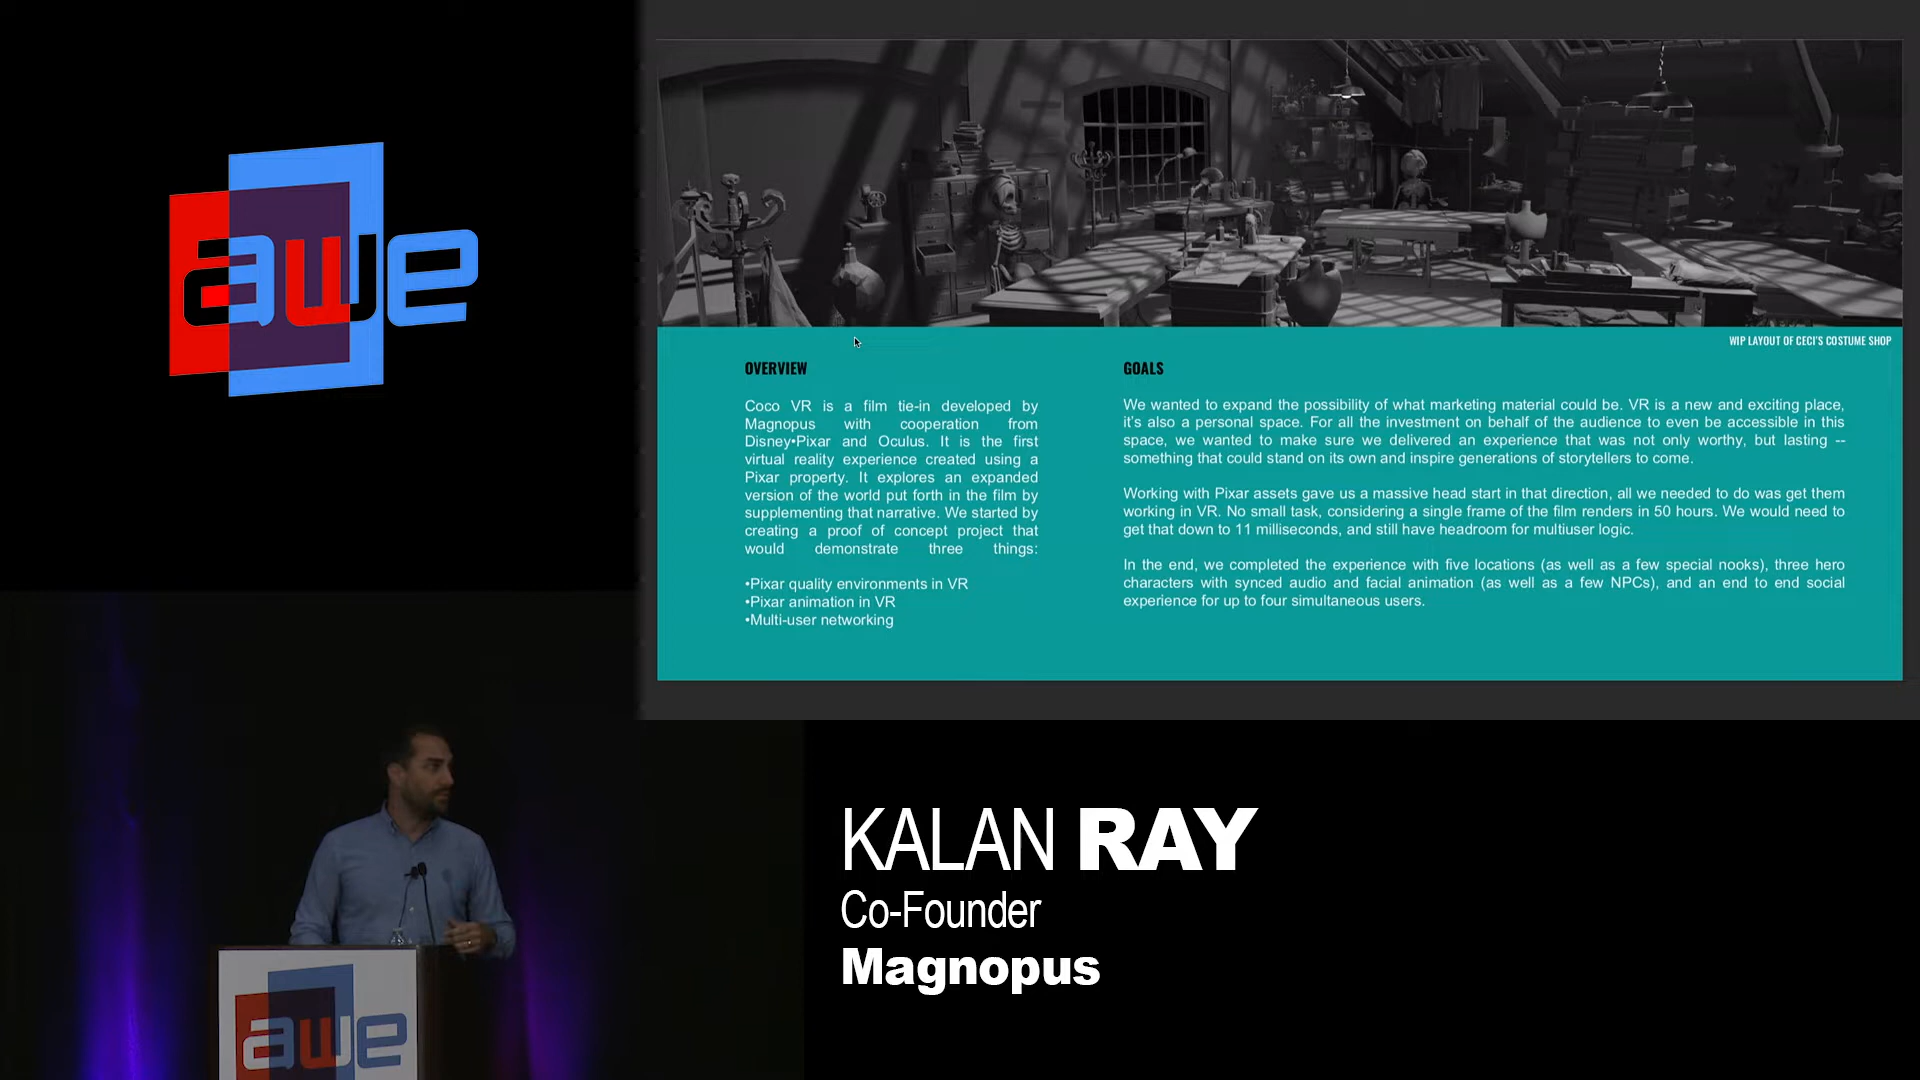 awe
WIP LAYOUT OF CECI'S COSTUME SHOP
OVERVIEW
Coco VR is a film tie-in developed by
Magnopus with cooperation from
Disney•Pixar and Oculus. It is the first
virtual reality experience created using a
Pixar property. It explores an expanded
version of the world put forth in the film by
supplementing that narrative. We started by
creating a proof of concept project that
would demonstrate three things:
•Pixar quality environments in VR
•Pixar animation in VR
•Multi-user networking
GOALS
We wanted to expand the possibility of what marketing material could be. VR is a new and exciting place,
it's also a personal space. For all the investment on behalf of the audience to even be accessible in this
space, we wanted to make sure we delivered an experience that was not only worthy, but lasting --
something that could stand on its own and inspire generations of storytellers to come.
Working with Pixar assets gave us a massive head start in that direction, all we needed to do was get them
working in VR. No small task, considering a single frame of the film renders in 50 hours. We would need to
get that down to 11 milliseconds, and still have headroom for multiuser logic.
In the end, we completed the experience with five locations (as well as a few special nooks), three hero
characters with synced audio and facial animation (as well as a few NPCs), and an end to end social
experience for up to four simultaneous users.
KALAN RAY
Co-Founder
Magnopus
awe